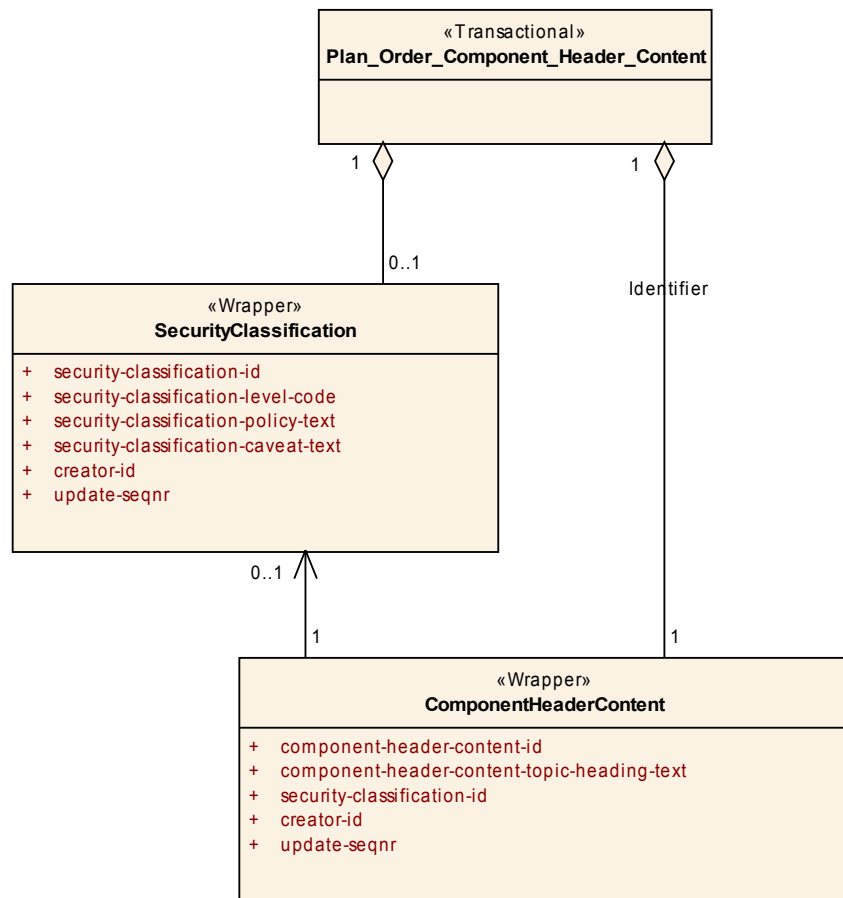 «Transactional»
Plan_Order_Component_Header_Content
1
1
0..1
Identifier
«Wrapper»
SecurityClassification
+ security-classification-id
+ security-classification-level-code
+ security-classification-policy-text
+ security-classification-caveat-text
+ creator-id
+ update-seqnr
0..1
1
1
«Wrapper»
ComponentHeaderContent
+ component-header-content-id
+ component-header-content-topic-heading-text
+ security-classification-id
+ creator-id
+ update-seqnr